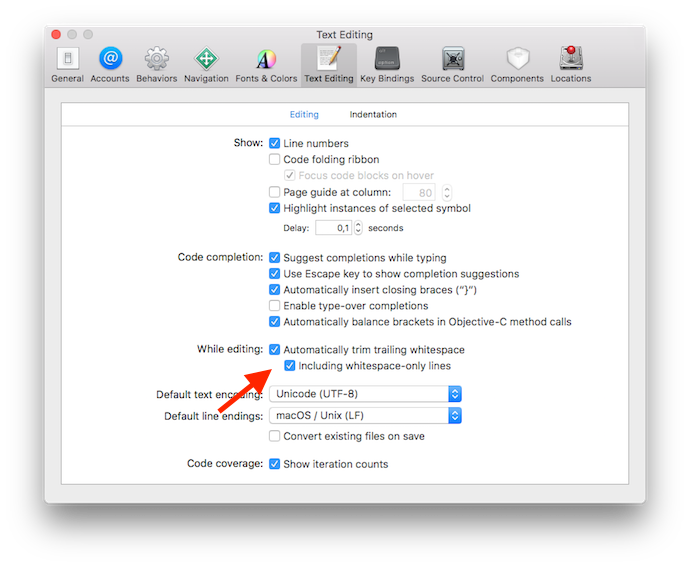 Text Editing
General Accounts Behaviors Navigation Fonts & Colors Text Editing Key Bindings Source Control Components Locations
Editing Indentation
Show: Line numbers
Code folding ribbon
Focus code blocks on hover
Page guide at column: 80
Highlight instances of selected symbol
Delay: 0,1 seconds
Code completion: Suggest completions while typing
Use Escape key to show completion suggestions
Automatically insert closing braces (“}”)
Enable type-over completions
Automatically balance brackets in Objective-C method calls
While editing: Automatically trim trailing whitespace
Including whitespace-only lines
Default text encoding: Unicode (UTF-8)
Default line endings: macOS / Unix (LF)
Convert existing files on save
Code coverage: Show iteration counts